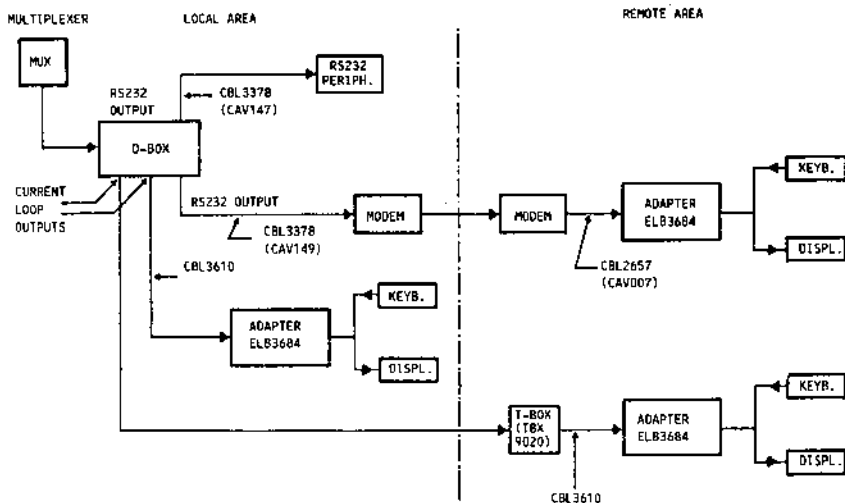 MULTIPLEXER
LOCAL AREA
REMOTE AREA
MUX
RS232
OUTPUT
RS232
PERIPH.
CBL3378
(CAV147)
D-BOX
CURRENT
LOOP
OUTPUTS
RS232 OUTPUT
CBL3378
(CAV149)
MODEM
MODEM
CBL2657
(CAV007)
ADAPTER
ELB3684
KEYB.
DISPL.
CBL3610
ADAPTER
ELB3684
KEYB.
DISPL.
T-BOX
(TBX
9020)
ADAPTER
ELB3684
KEYB.
DISPL.
CBL3610